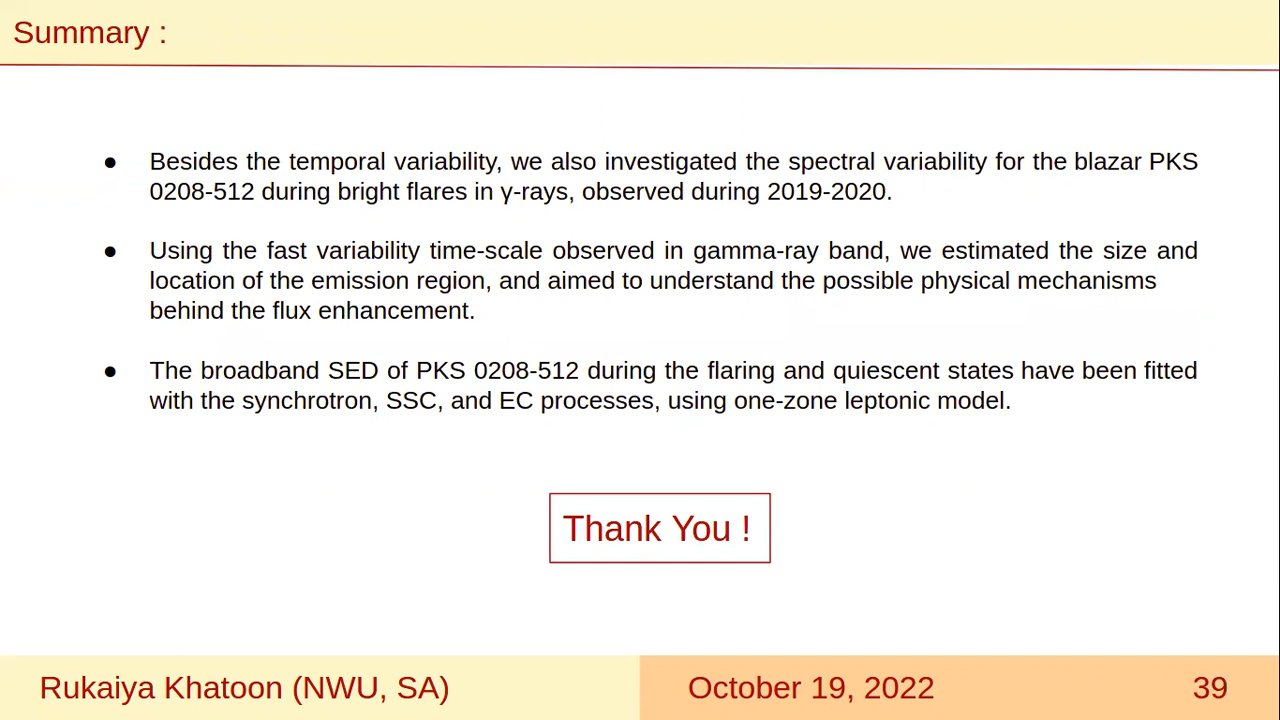 Summary :
● Besides the temporal variability, we also investigated the spectral variability for the blazar PKS
0208-512 during bright flares in γ-rays, observed during 2019-2020.
● Using the fast variability time-scale observed in gamma-ray band, we estimated the size and
location of the emission region, and aimed to understand the possible physical mechanisms
behind the flux enhancement.
● The broadband SED of PKS 0208-512 during the flaring and quiescent states have been fitted
with the synchrotron, SSC, and EC processes, using one-zone leptonic model.
Thank You !
Rukaiya Khatoon (NWU, SA) October 19, 2022 39